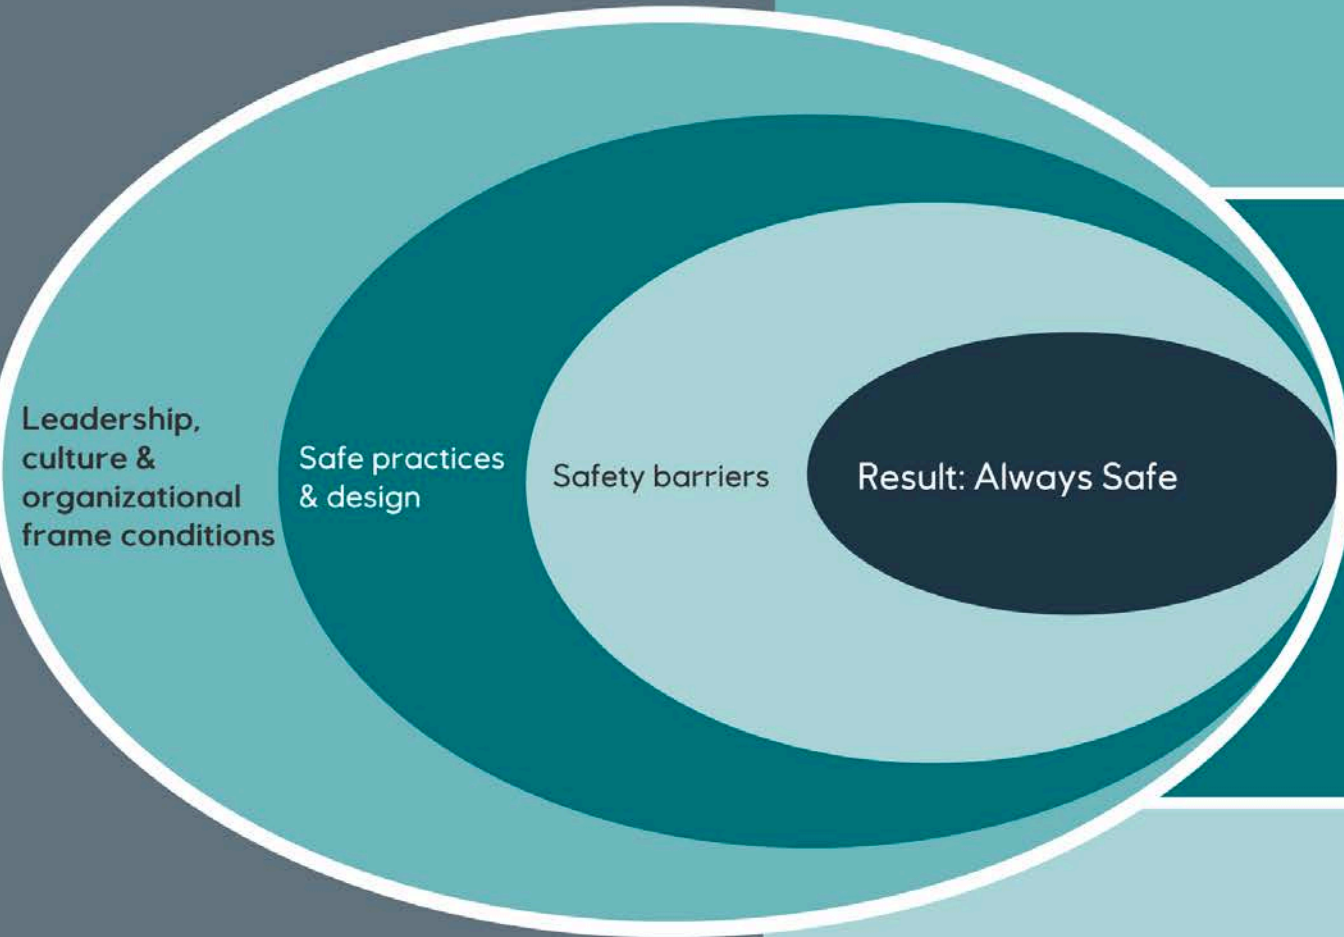 Leadership,
culture &
organizational
frame conditions
Safe practices
& design
Safety barriers
Result: Always Safe